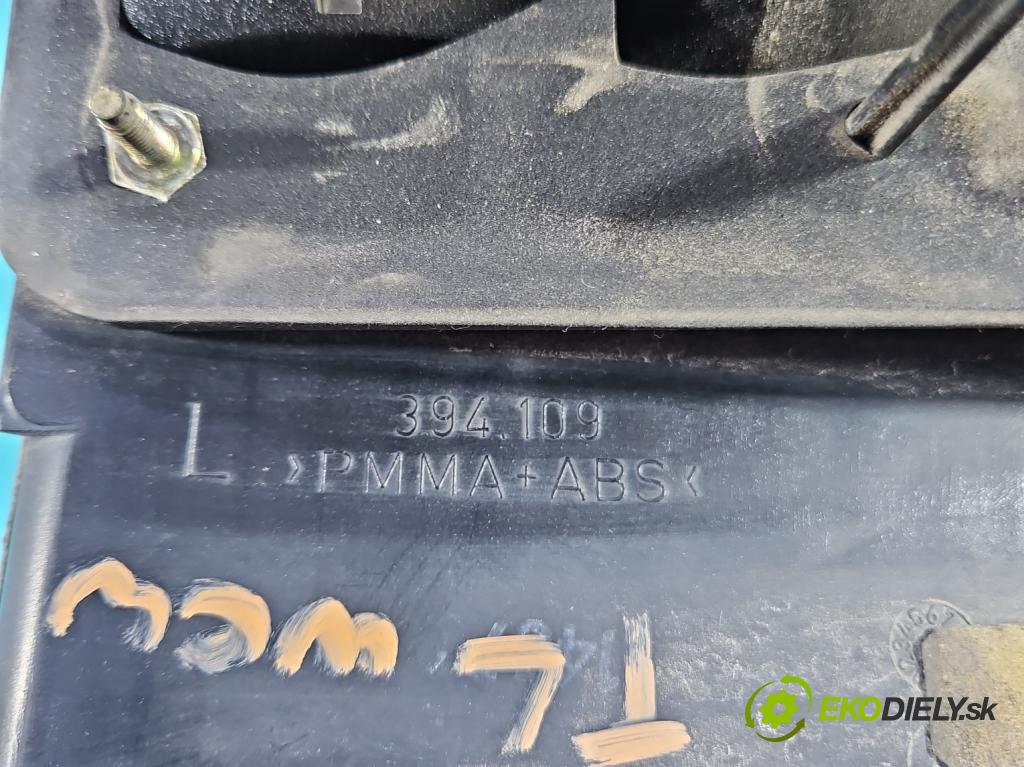 394.109
L >PMMA+ABS<
TL
EKODIELY.sk